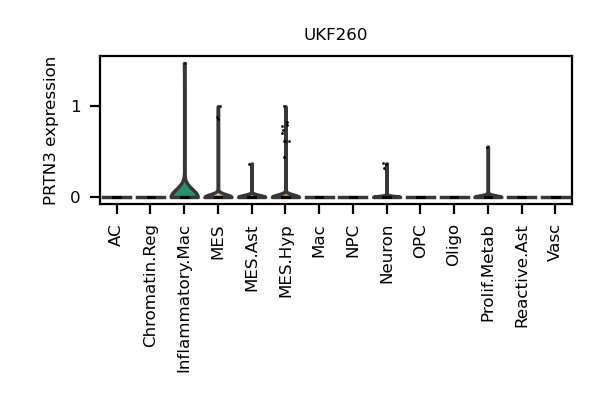 UKF260
PRTN3 expression
1
0
AC
Chromatin.Reg
Inflammatory.Mac
MES
MES.Ast
MES.Hyp
Mac
NPC
Neuron
OPC
Oligo
Prolif.Metab
Reactive.Ast
Vasc